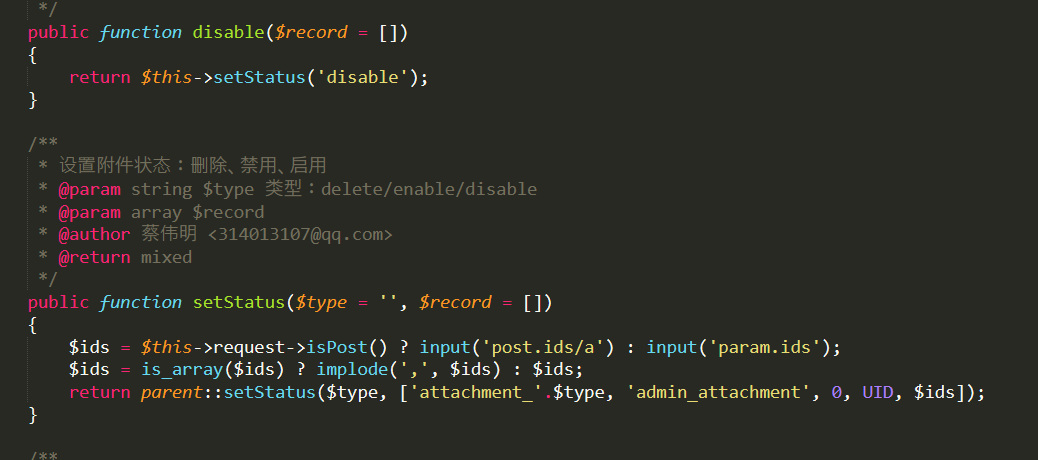 */
public function disable($record = [])
{
    return $this->setStatus('disable');
}
/**
 * 设置附件状态：删除、禁用、启用
 * @param string $type 类型：delete/enable/disable
 * @param array $record
 * @author 蔡伟明 <314013107@qq.com>
 * @return mixed
 */
public function setStatus($type = '', $record = [])
{
    $ids = $this->request->isPost() ? input('post.ids/a') : input('param.ids');
    $ids = is_array($ids) ? implode(',', $ids) : $ids;
    return parent::setStatus($type, ['attachment_'.$type, 'admin_attachment', 0, UID, $ids]);
}
/**